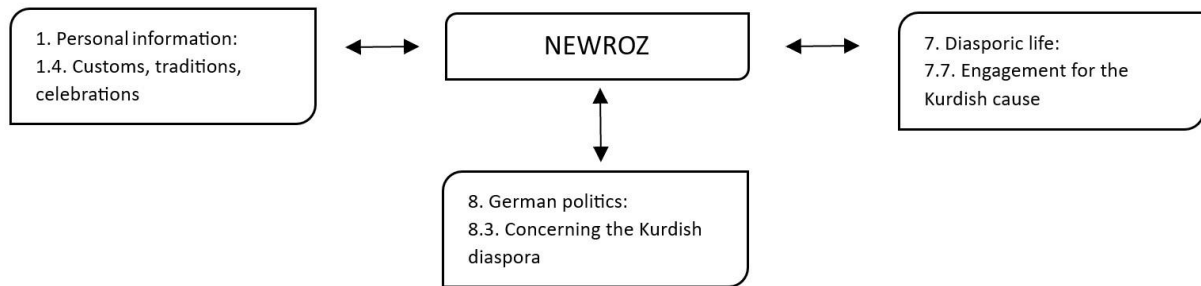 1. Personal information:
1.4. Customs, traditions,
celebrations
NEWROZ
7. Diasporic life:
7.7. Engagement for the
Kurdish cause
8. German politics:
8.3. Concerning the Kurdish
diaspora